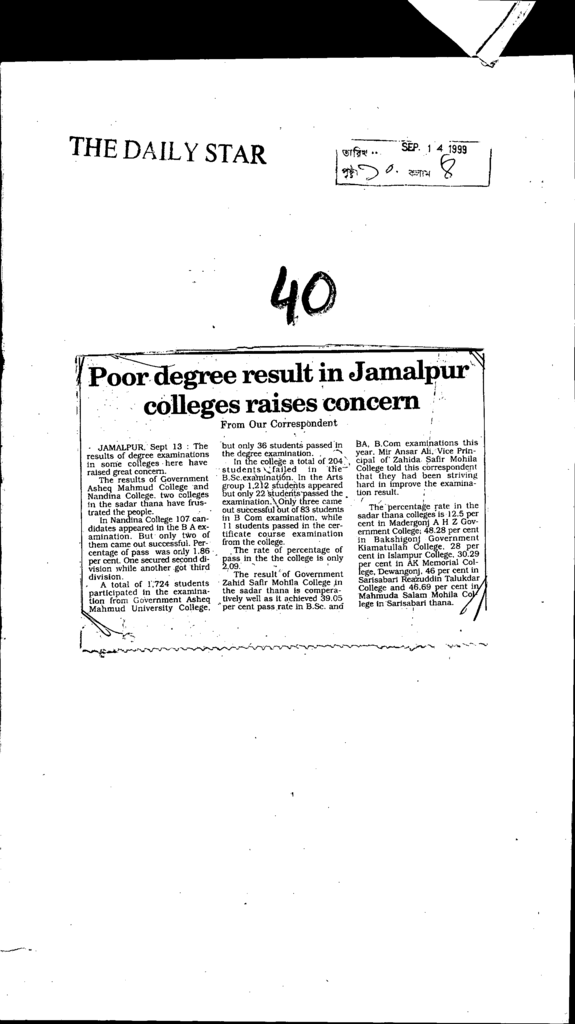 THE DAILY STAR
তারিখ .. SEP. 1 4 1999
পৃষ্ঠা ১০. কলাম ৪
40
Poor degree result in Jamalpur
colleges raises concern
From Our Correspondent
JAMALPUR, Sept 13 : The
results of degree examinations
in some colleges here have
raised great concern.
The results of Government
Asheq Mahmud College and
Nandina College, two colleges
in the sadar thana have frus-
trated the people.
In Nandina College 107 can-
didates appeared in the B A ex-
amination. But only two of
them came out successful. Per-
centage of pass was only 1.86
per cent. One secured second di-
vision while another got third
division.
A total of 1,724 students
participated in the examina-
tion from Government Asheq
Mahmud University College,
but only 36 students passed in
the degree examination.
In the college a total of 204
students failed in the
B.Sc.examination. In the Arts
group 1,212 students appeared
but only 22 students passed the
examination. Only three came
out successful out of 83 students
in B Com examination, while
11 students passed in the cer-
tificate course examination
from the college.
The rate of percentage of
pass in the the college is only
2.09.
The result of Government
Zahid Safir Mohila College in
the sadar thana is compera-
tively well as it achieved 39.05
per cent pass rate in B.Sc. and
BA, B.Com examinations this
year. Mir Ansar Ali, Vice Prin-
cipal of Zahida Safir Mohila
College told this correspondent
that they had been striving
hard in improve the examina-
tion result.
The percentage rate in the
sadar thana colleges is 12.5 per
cent in Madergonj A H Z Gov-
ernment College; 48.28 per cent
in Bakshigonj Government
Kiamatullah College, 28 per
cent in Islampur College, 30.29
per cent in AK Memorial Col-
lege, Dewangonj, 46 per cent in
Sarisabari Reazuddin Talukdar
College and 46.69 per cent in
Mahmuda Salam Mohila Col-
lege in Sarisabari thana.